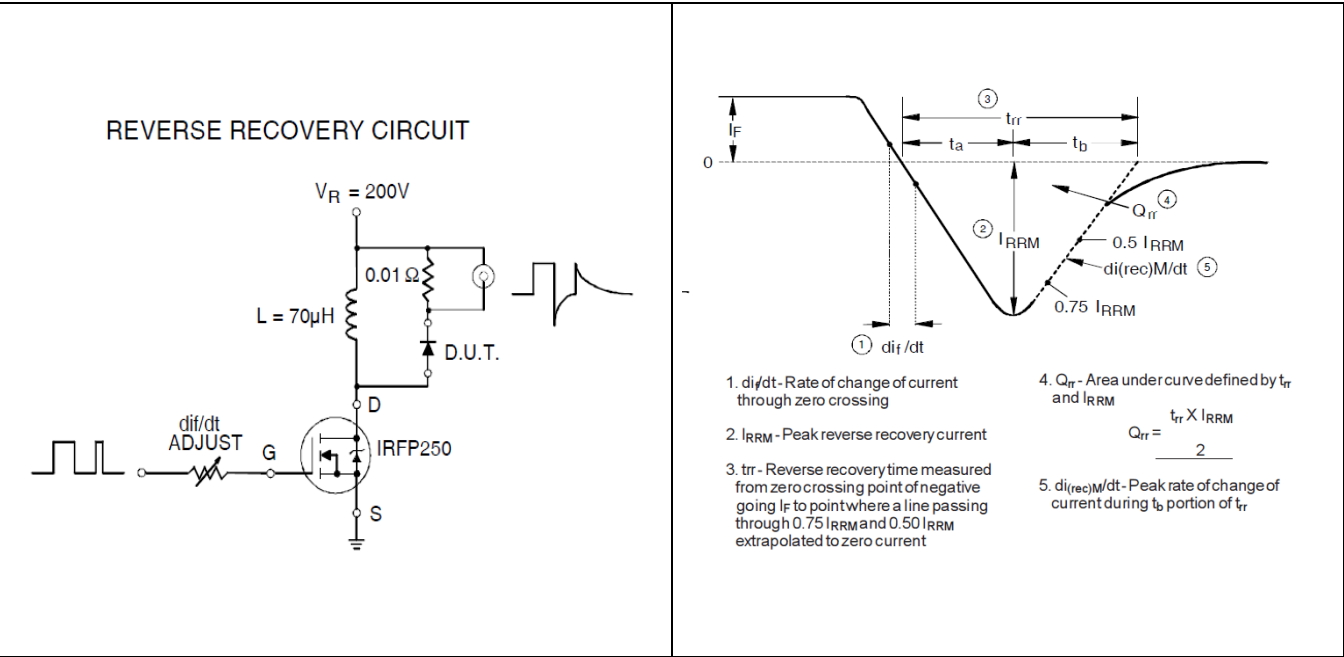 REVERSE RECOVERY CIRCUIT
VR = 200V
0.01 Ω
L = 70µH
D.U.T.
D
dif/dt
ADJUST
G
IRFP250
S
3
trr
IF
ta
tb
0
Qrr 4
2 IRRM
0.5 IRRM
di(rec)M/dt 5
0.75 IRRM
1 dif/dt
1. dif/dt - Rate of change of current
through zero crossing
2. IRRM - Peak reverse recovery current
3. trr - Reverse recovery time measured
from zero crossing point of negative
going IF to point where a line passing
through 0.75 IRRM and 0.50 IRRM
extrapolated to zero current
4. Qrr - Area under curve defined by trr
and IRRM
trr X IRRM
Qrr =
2
5. di(rec)M/dt - Peak rate of change of
current during tb portion of trr